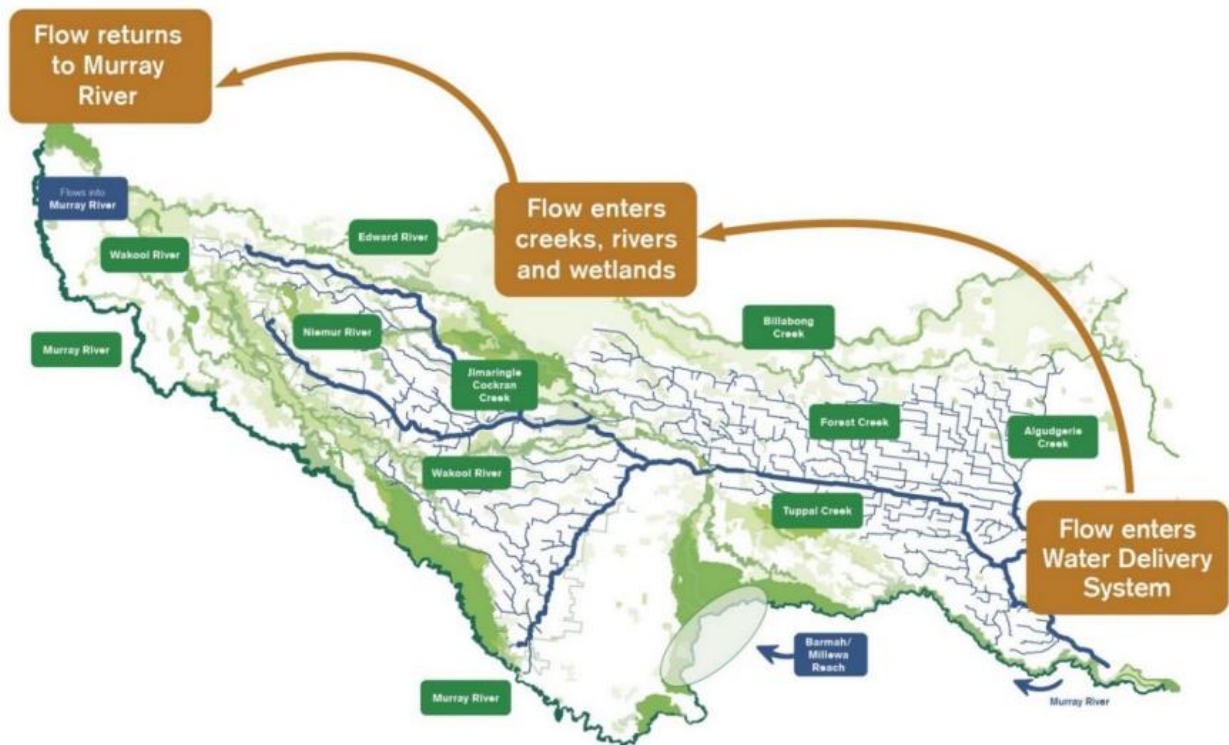 Flow returns
to Murray
River
Flows into
Murray River
Wakool River
Edward River
Flow enters
creeks, rivers
and wetlands
Niemur River
Murray River
Billabong
Creek
Jimaringle
Cockran
Creek
Forest Creek
Algudgerie
Creek
Wakool River
Tuppal Creek
Flow enters
Water Delivery
System
Barmah/
Millewa
Reach
Murray River
Murray River